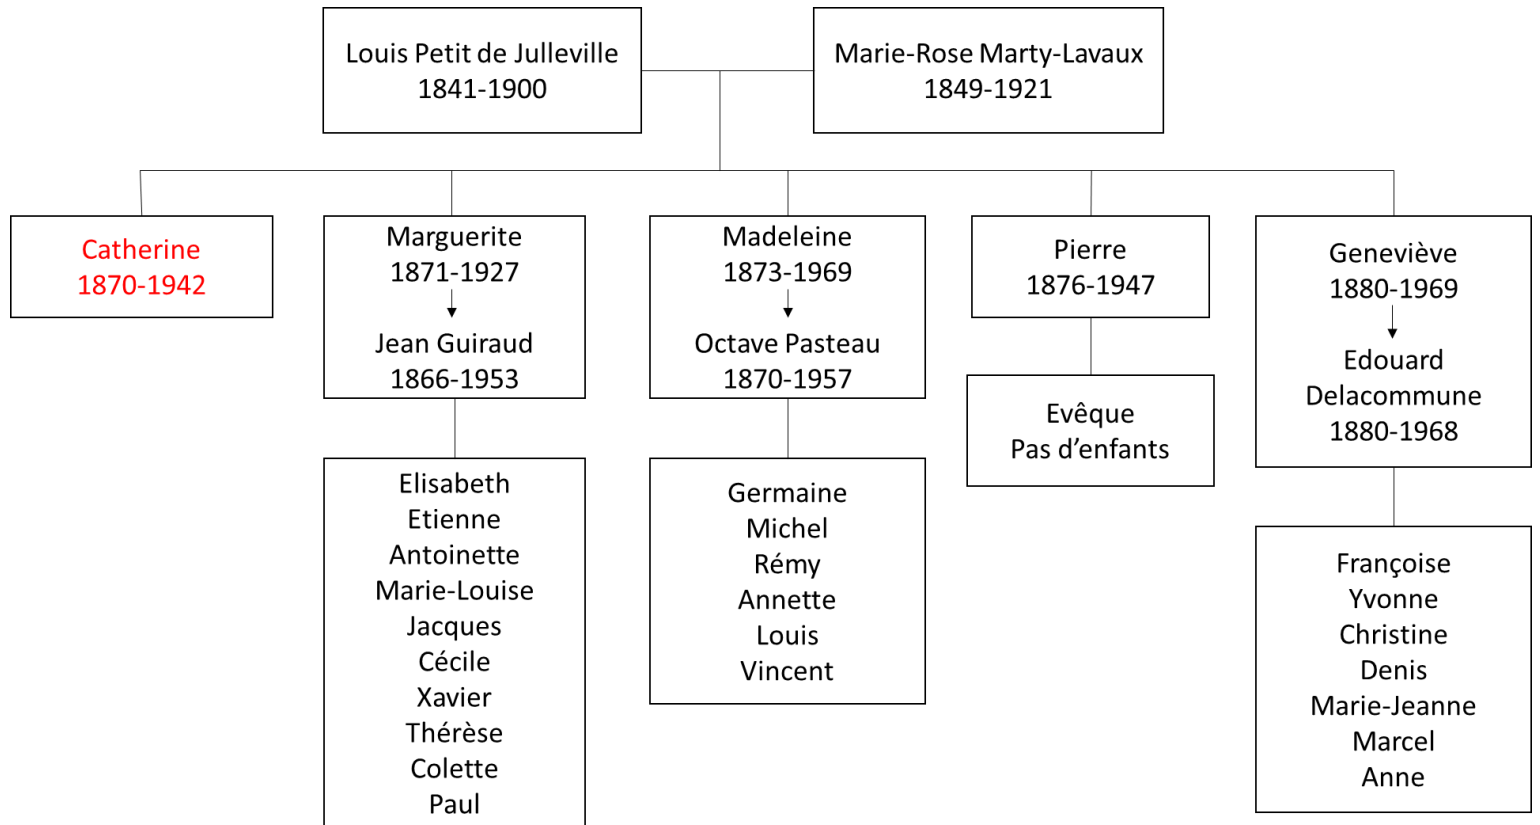 Louis Petit de Julleville
1841-1900
Marie-Rose Marty-Lavaux
1849-1921
Catherine
1870-1942
Marguerite
1871-1927
Jean Guiraud
1866-1953
Madeleine
1873-1969
Octave Pasteau
1870-1957
Pierre
1876-1947
Evêque
Pas d’enfants
Geneviève
1880-1969
Edouard
Delacommune
1880-1968
Elisabeth
Etienne
Antoinette
Marie-Louise
Jacques
Cécile
Xavier
Thérèse
Colette
Paul
Germaine
Michel
Rémy
Annette
Louis
Vincent
Françoise
Yvonne
Christine
Denis
Marie-Jeanne
Marcel
Anne